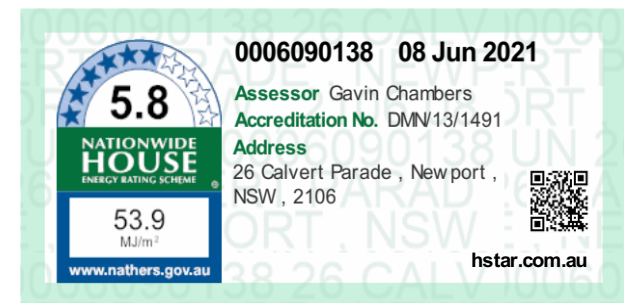 0006090138 08 Jun 2021
5.8
NATIONWIDE
HOUSE
ENERGY RATING SCHEME ®
53.9
MJ/m²
www.nathers.gov.au
Assessor Gavin Chambers
Accreditation No. DMN/13/1491
Address
26 Calvert Parade , Newport ,
NSW , 2106
hstar.com.au